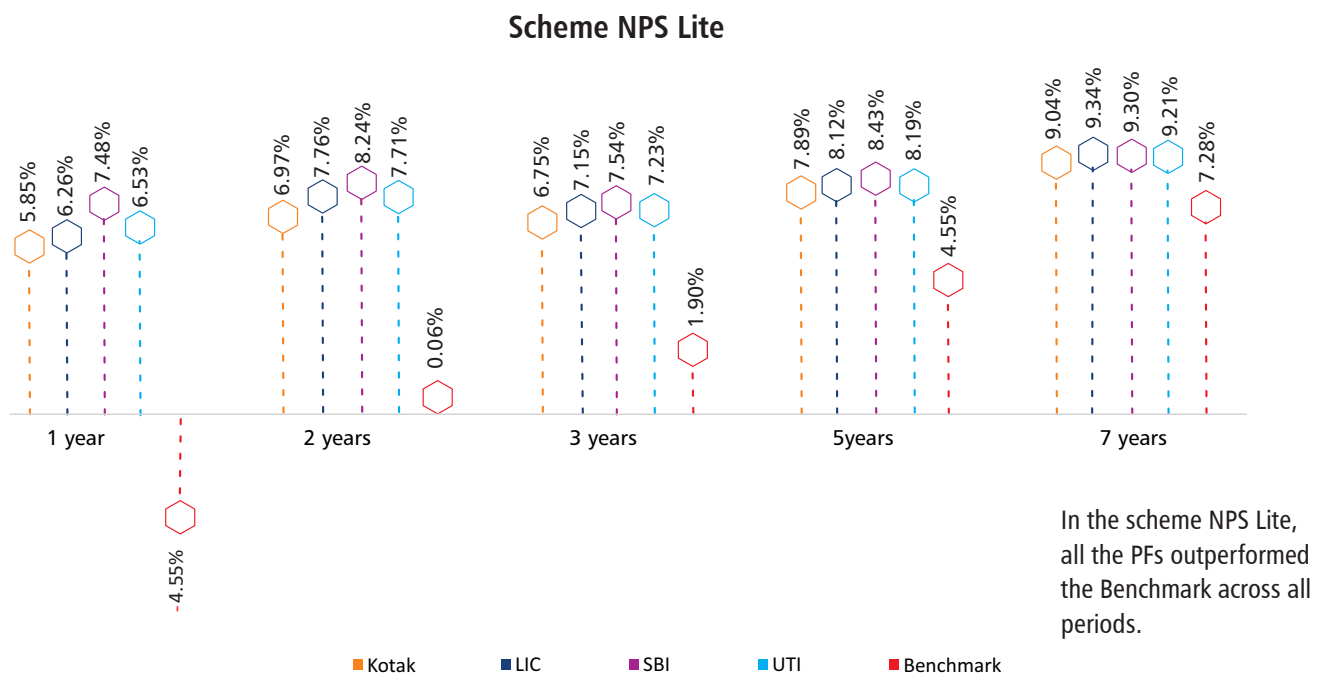 Scheme NPS Lite
5.85%
6.26%
7.48%
6.53%
-4.55%
6.97%
7.76%
8.24%
7.71%
0.06%
6.75%
7.15%
7.54%
7.23%
1.90%
7.89%
8.12%
8.43%
8.19%
4.55%
9.04%
9.34%
9.30%
9.21%
7.28%
1 year
2 years
3 years
5years
7 years
In the scheme NPS Lite,
all the PFs outperformed
the Benchmark across all
periods.
Kotak
LIC
SBI
UTI
Benchmark